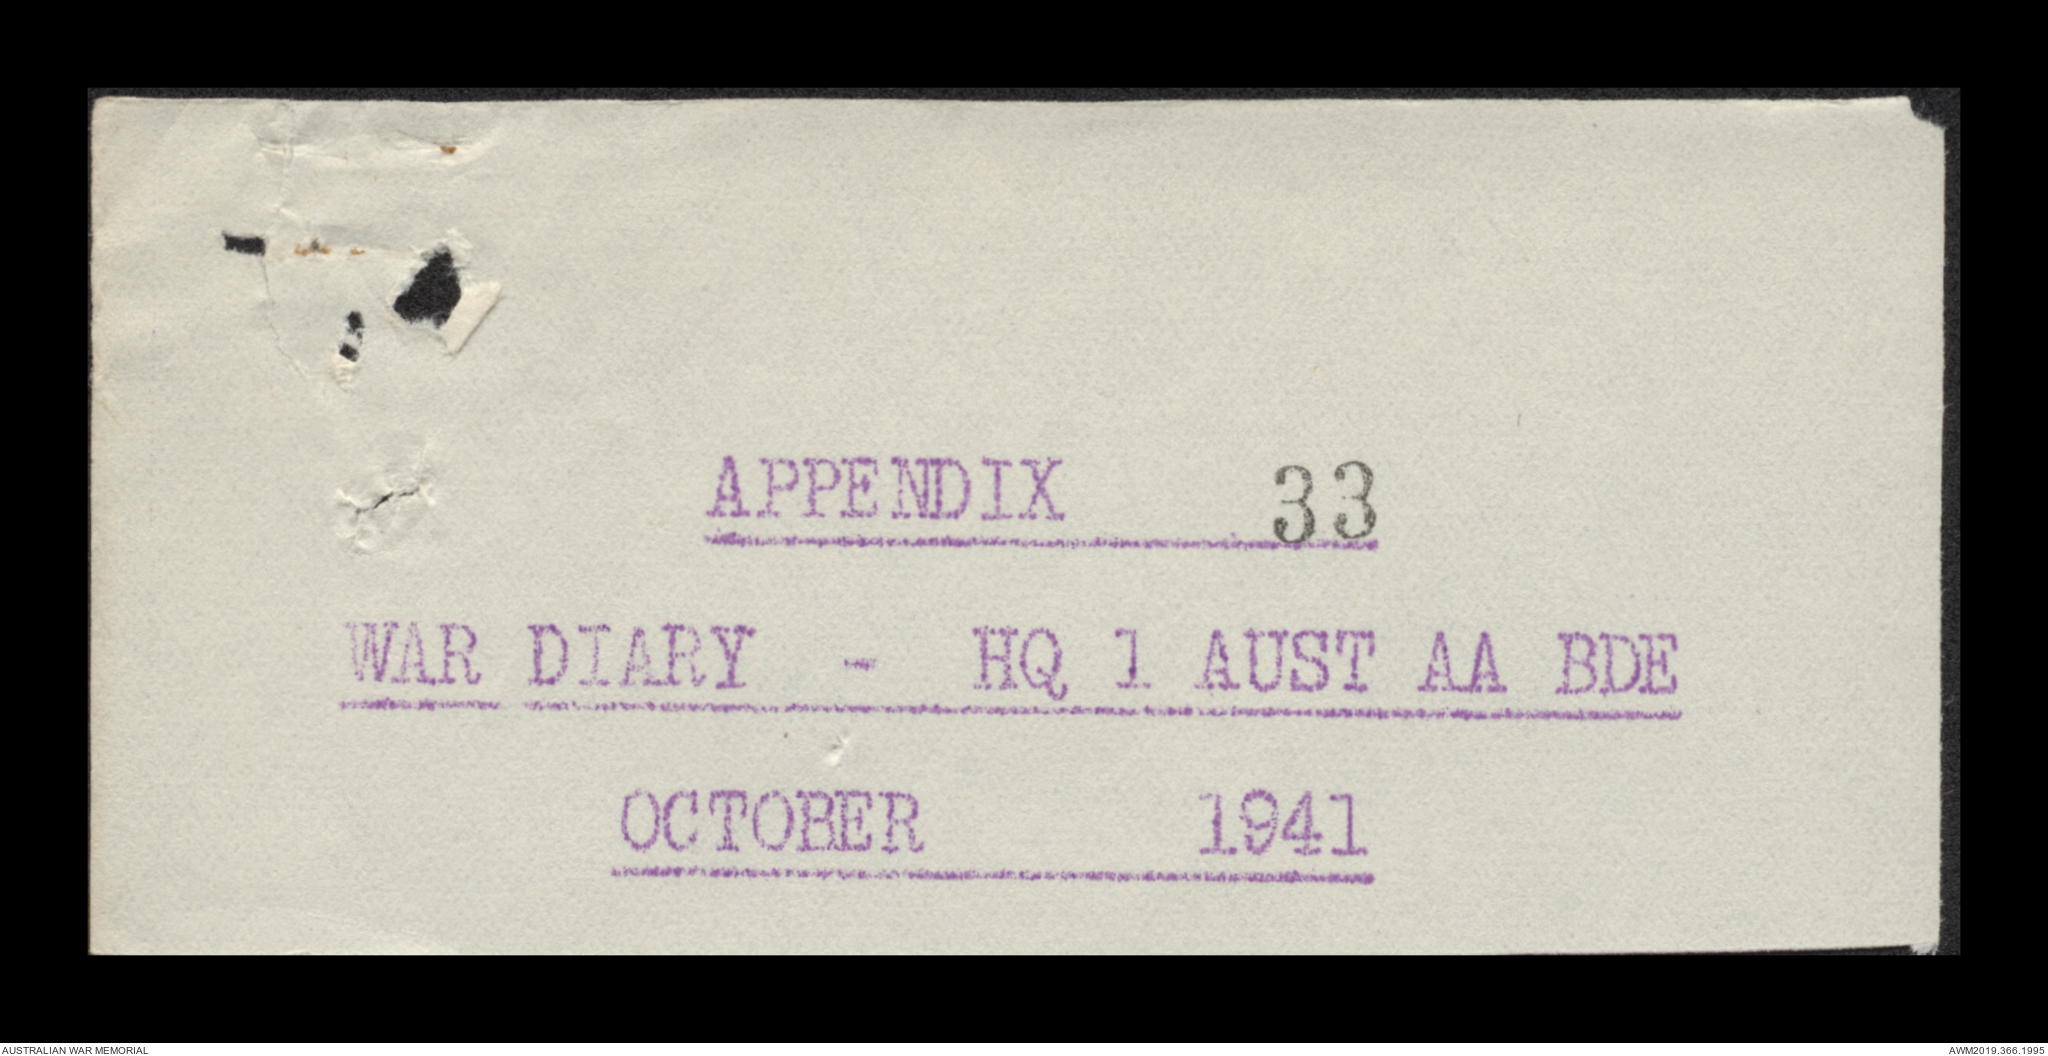 APPENDIX 33
WAR DIARY - HQ 1 AUST AA BDE
OCTOBER 1941
AUSTRALIAN WAR MEMORIAL
AWM2019.366.1995